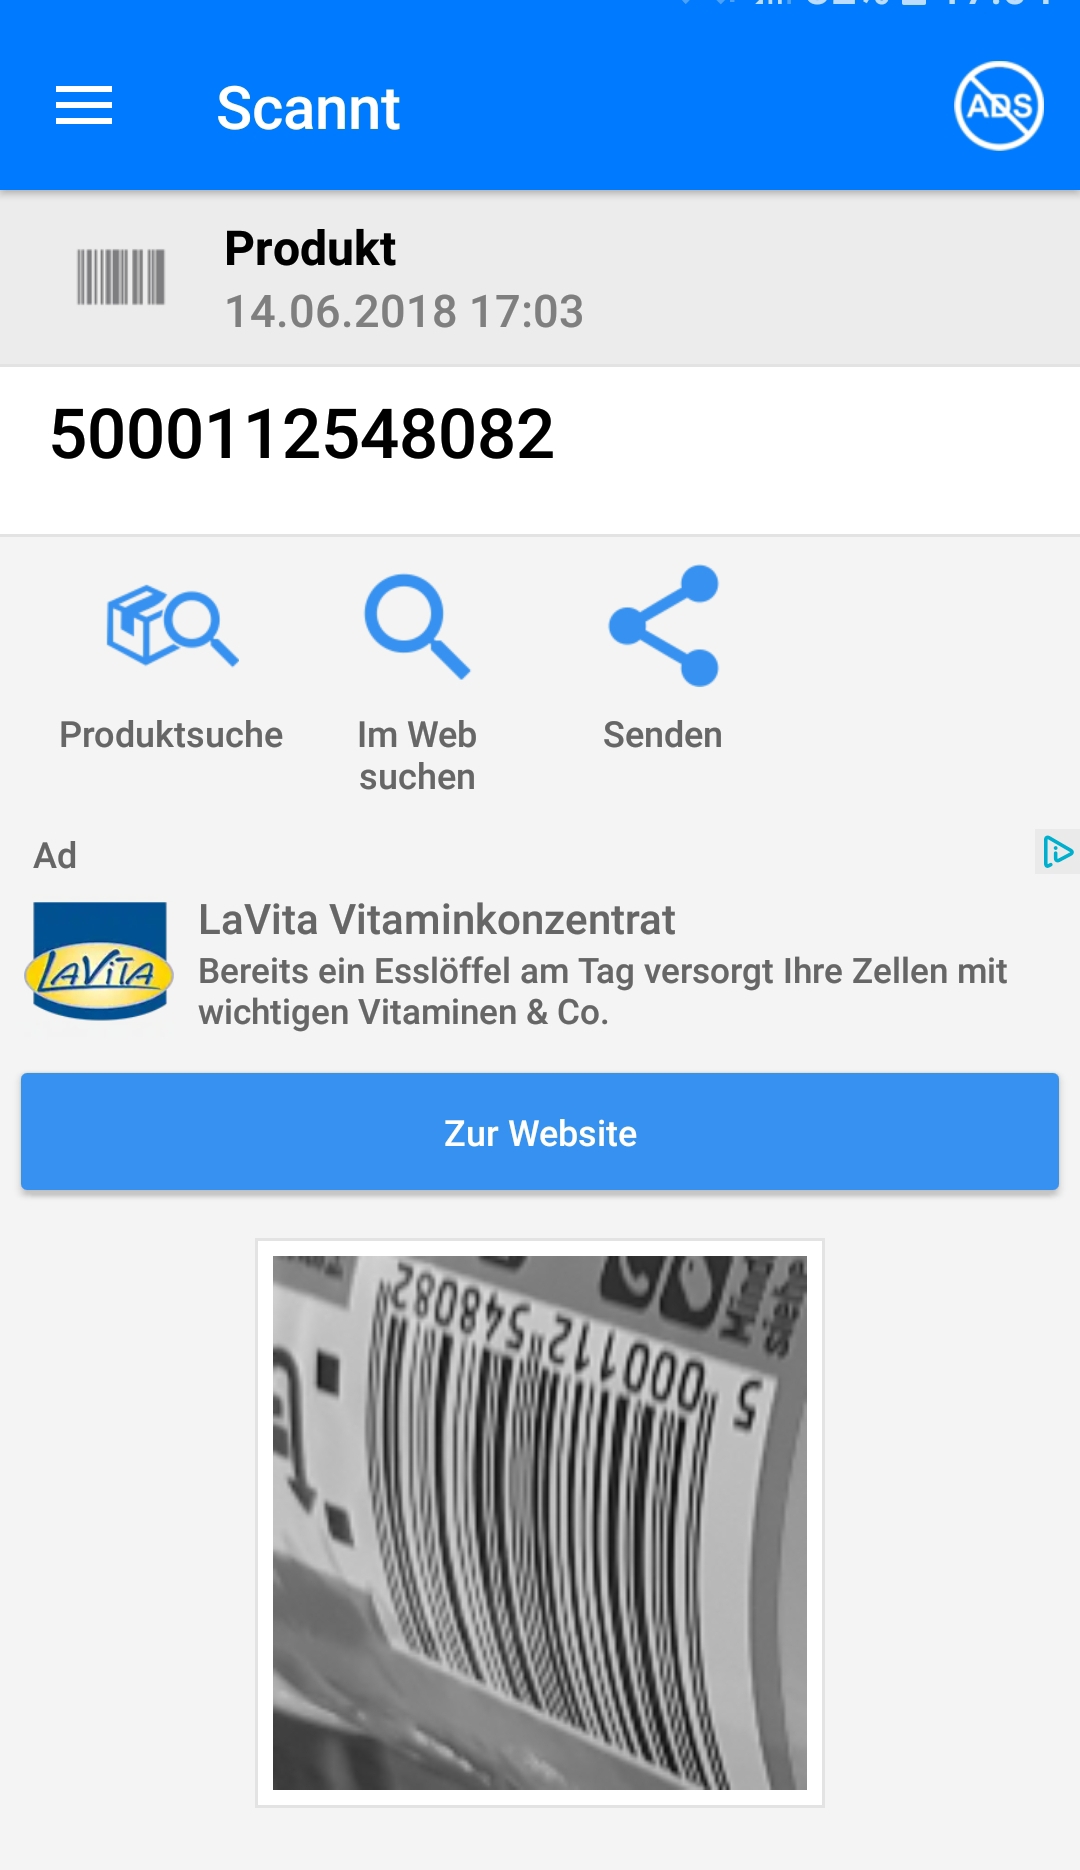 Scannt
ADS
Produkt
14.06.2018 17:03
5000112548082
Produktsuche
Im Web
suchen
Senden
Ad
LaVita Vitaminkonzentrat
LAVITA
Bereits ein Esslöffel am Tag versorgt Ihre Zellen mit
wichtigen Vitaminen & Co.
Zur Website
5 000112 548082